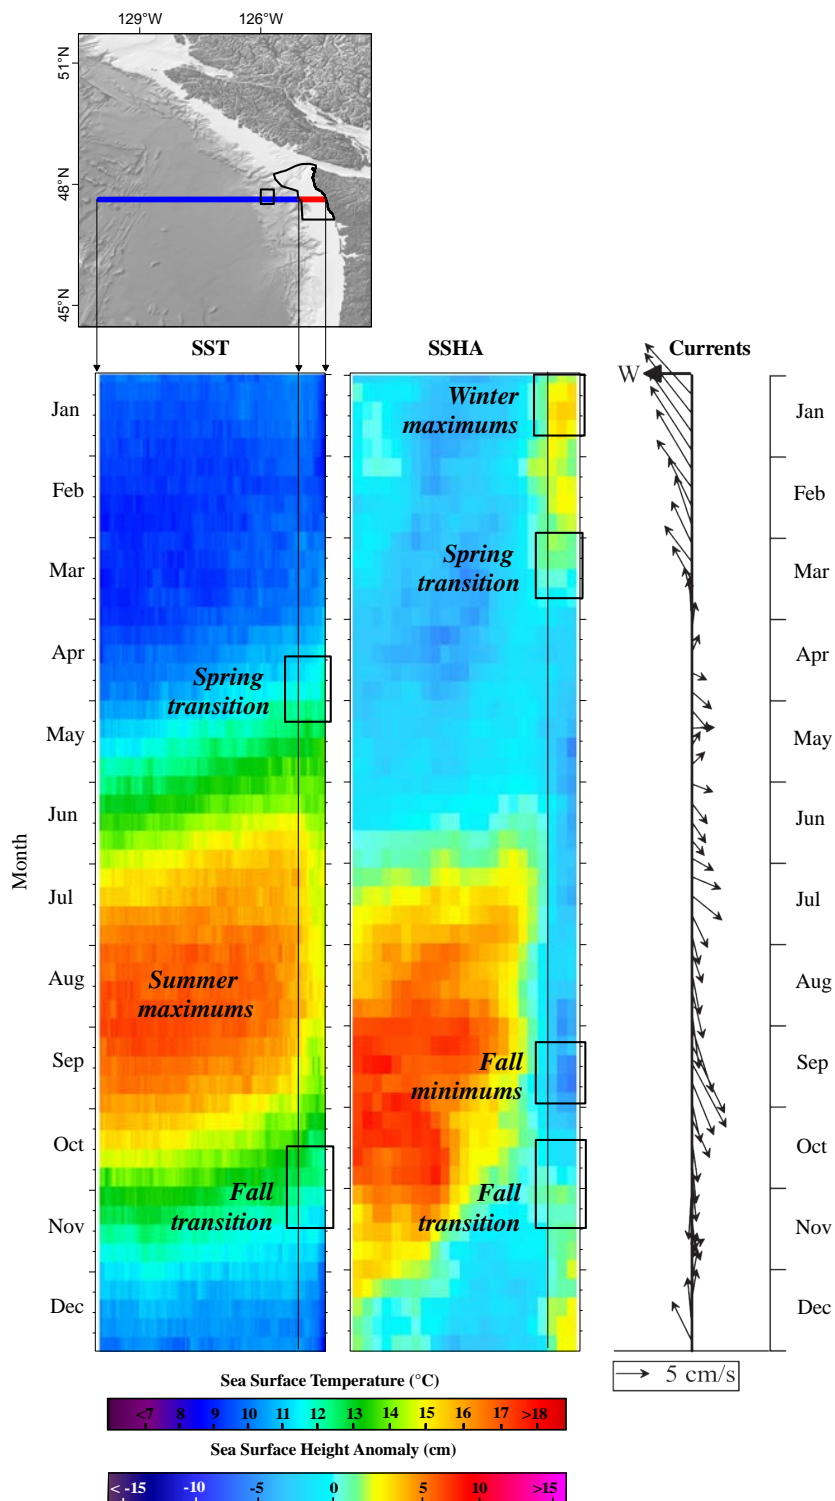 129°W 126°W
51°N
48°N
45°N
SST SSHA Currents
W
Winter
maximums
Spring
transition
Spring
transition
Summer
maximums
Fall
minimums
Fall
transition
Fall
transition
Month
Jan
Feb
Mar
Apr
May
Jun
Jul
Aug
Sep
Oct
Nov
Dec
Jan
Feb
Mar
Apr
May
Jun
Jul
Aug
Sep
Oct
Nov
Dec
5 cm/s
Sea Surface Temperature (°C)
<7 8 9 10 11 12 13 14 15 16 17 >18
Sea Surface Height Anomaly (cm)
< -15 -10 -5 0 5 10 >15